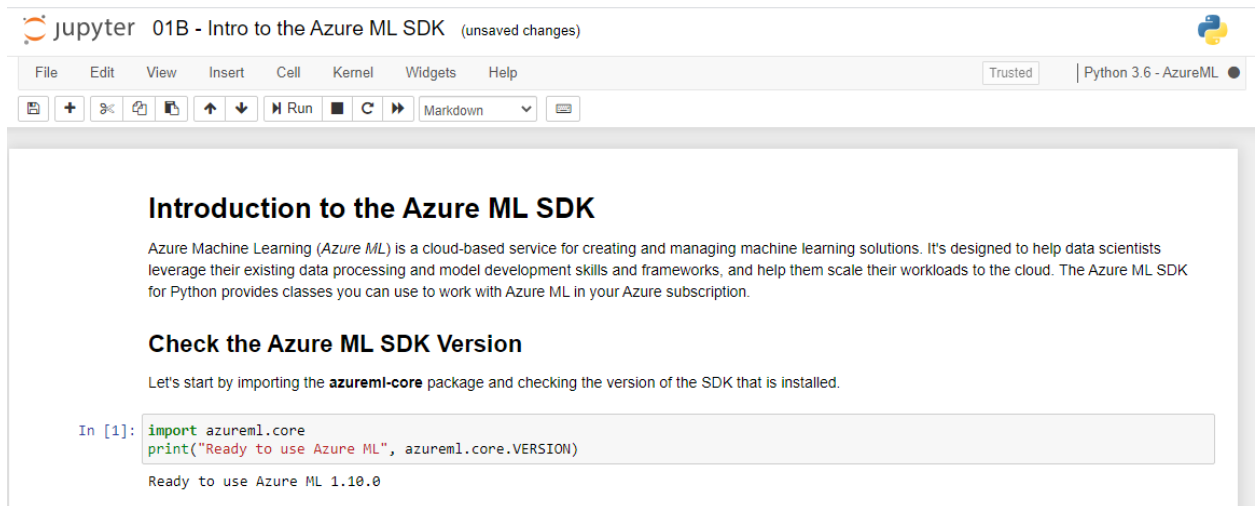 jupyter 01B - Intro to the Azure ML SDK (unsaved changes)
File Edit View Insert Cell Kernel Widgets Help Trusted Python 3.6 - AzureML
Run Markdown
Introduction to the Azure ML SDK
Azure Machine Learning (Azure ML) is a cloud-based service for creating and managing machine learning solutions. It's designed to help data scientists
leverage their existing data processing and model development skills and frameworks, and help them scale their workloads to the cloud. The Azure ML SDK
for Python provides classes you can use to work with Azure ML in your Azure subscription.
Check the Azure ML SDK Version
Let's start by importing the azureml-core package and checking the version of the SDK that is installed.
In [1]: import azureml.core
print("Ready to use Azure ML", azureml.core.VERSION)
Ready to use Azure ML 1.10.0